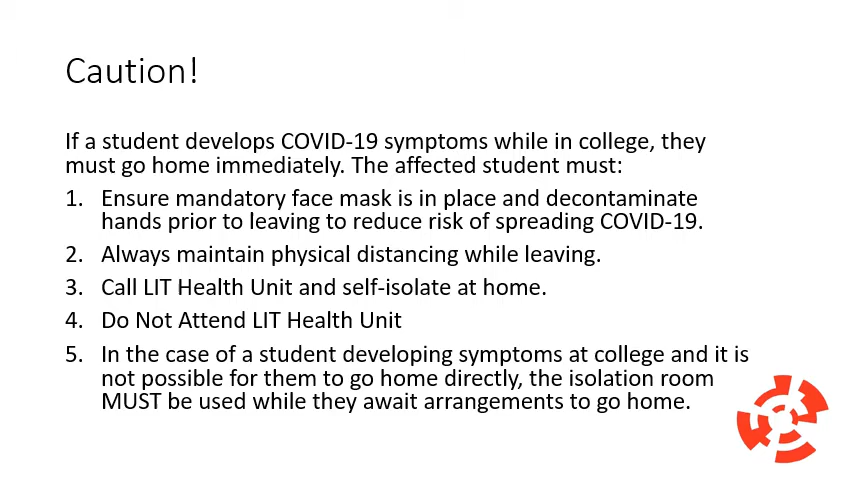 Caution!
If a student develops COVID-19 symptoms while in college, they
must go home immediately. The affected student must:
1. Ensure mandatory face mask is in place and decontaminate
hands prior to leaving to reduce risk of spreading COVID-19.
2. Always maintain physical distancing while leaving.
3. Call LIT Health Unit and self-isolate at home.
4. Do Not Attend LIT Health Unit
5. In the case of a student developing symptoms at college and it is
not possible for them to go home directly, the isolation room
MUST be used while they await arrangements to go home.